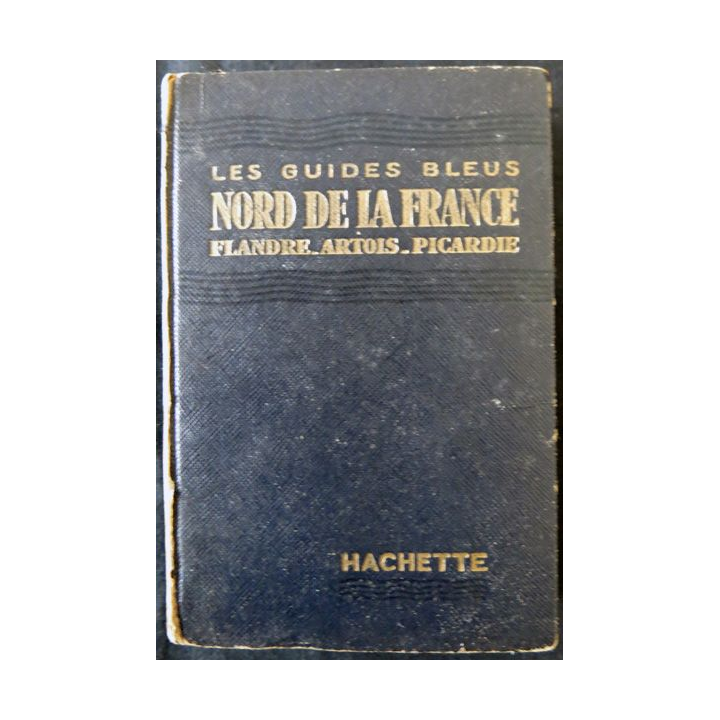 LES GUIDES BLEUS
NORD DE LA FRANCE
FLANDRE_ARTOIS_PICARDIE
HACHETTE